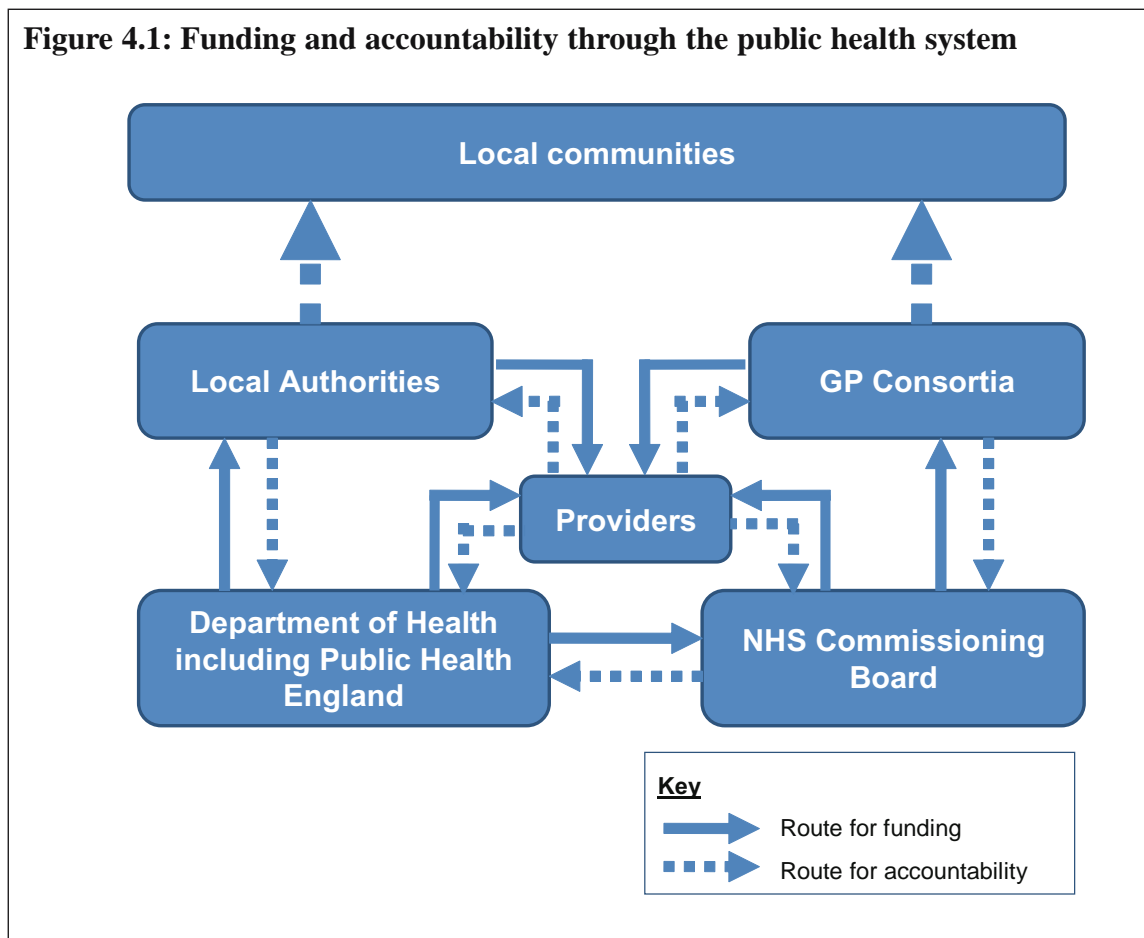 Figure 4.1: Funding and accountability through the public health system
Local communities
Local Authorities
GP Consortia
Providers
Department of Health
including Public Health
England
NHS Commissioning
Board
Key
Route for funding
Route for accountability